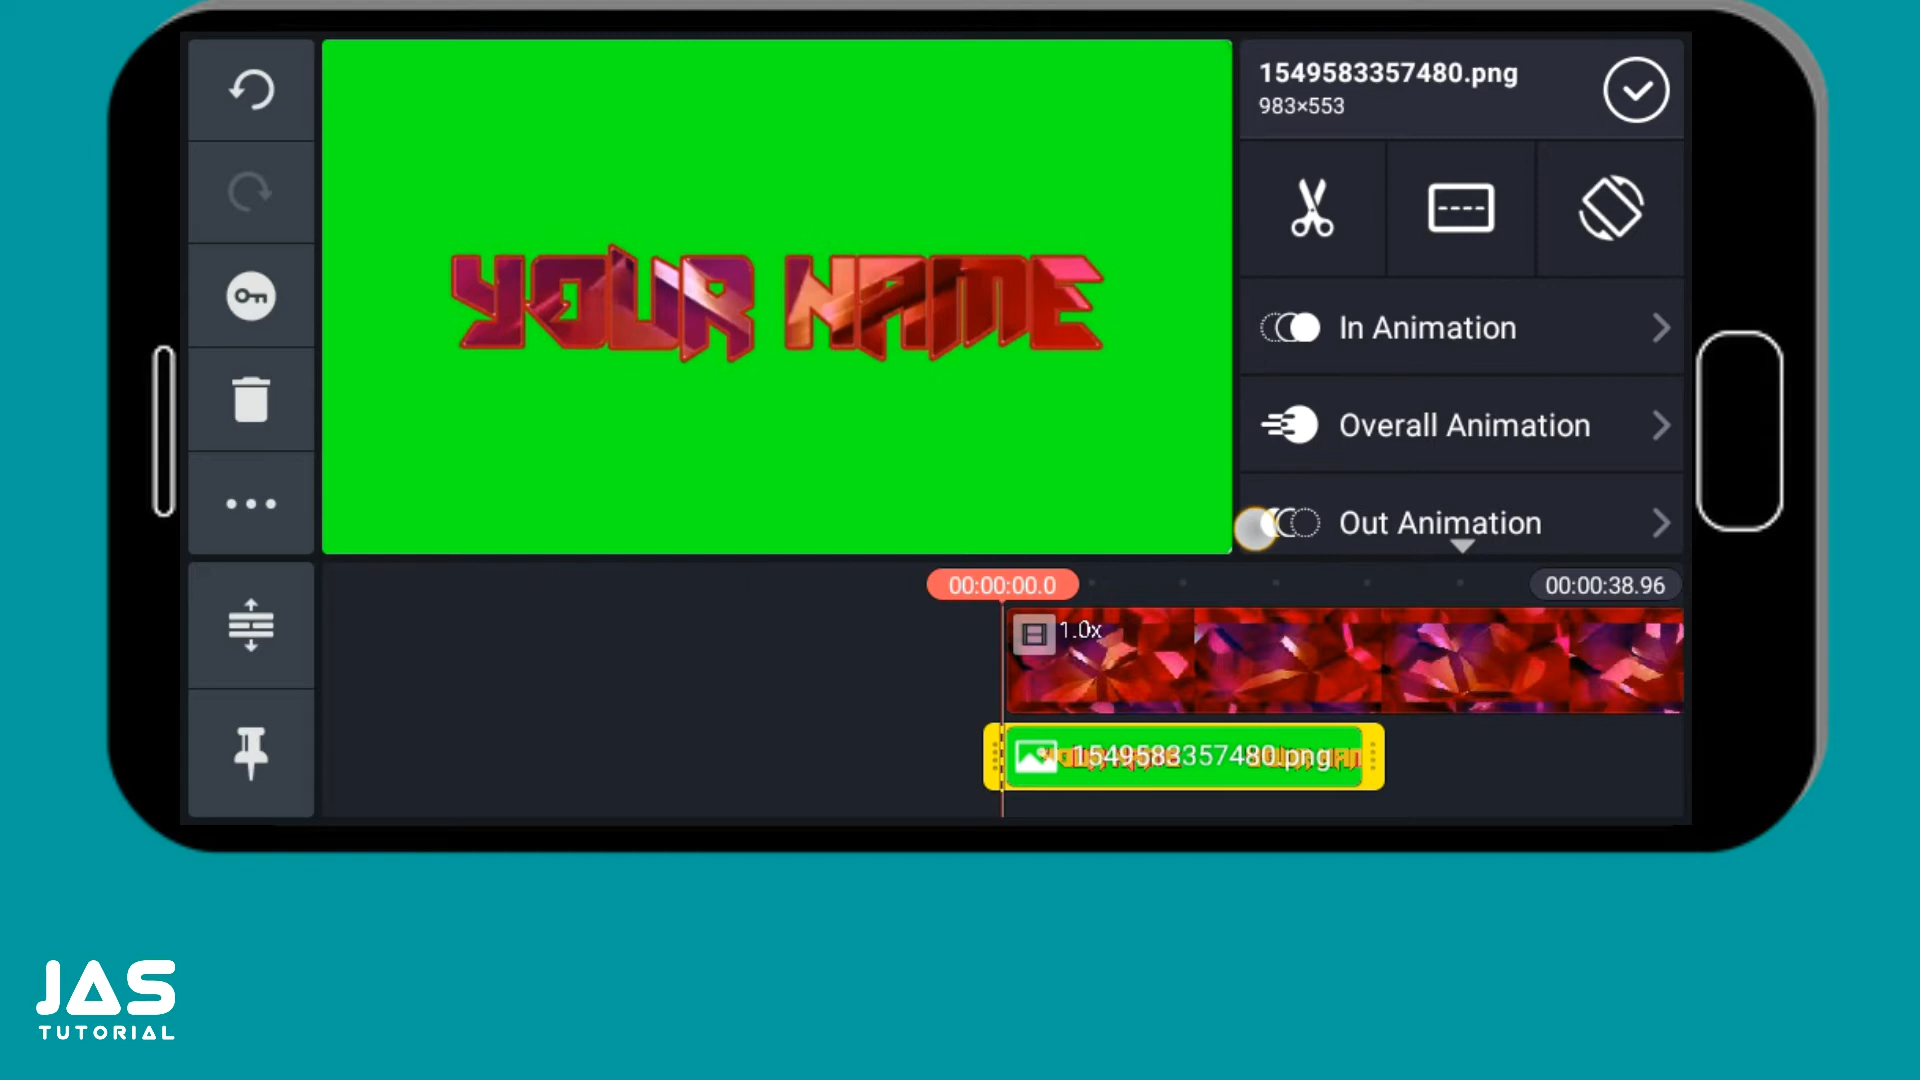 1549583357480.png
983×553
YOUR NAME
In Animation
Overall Animation
Out Animation
00:00:00.0
00:00:38.96
1.0x
1549583357480.png
JAS
TUTORIAL